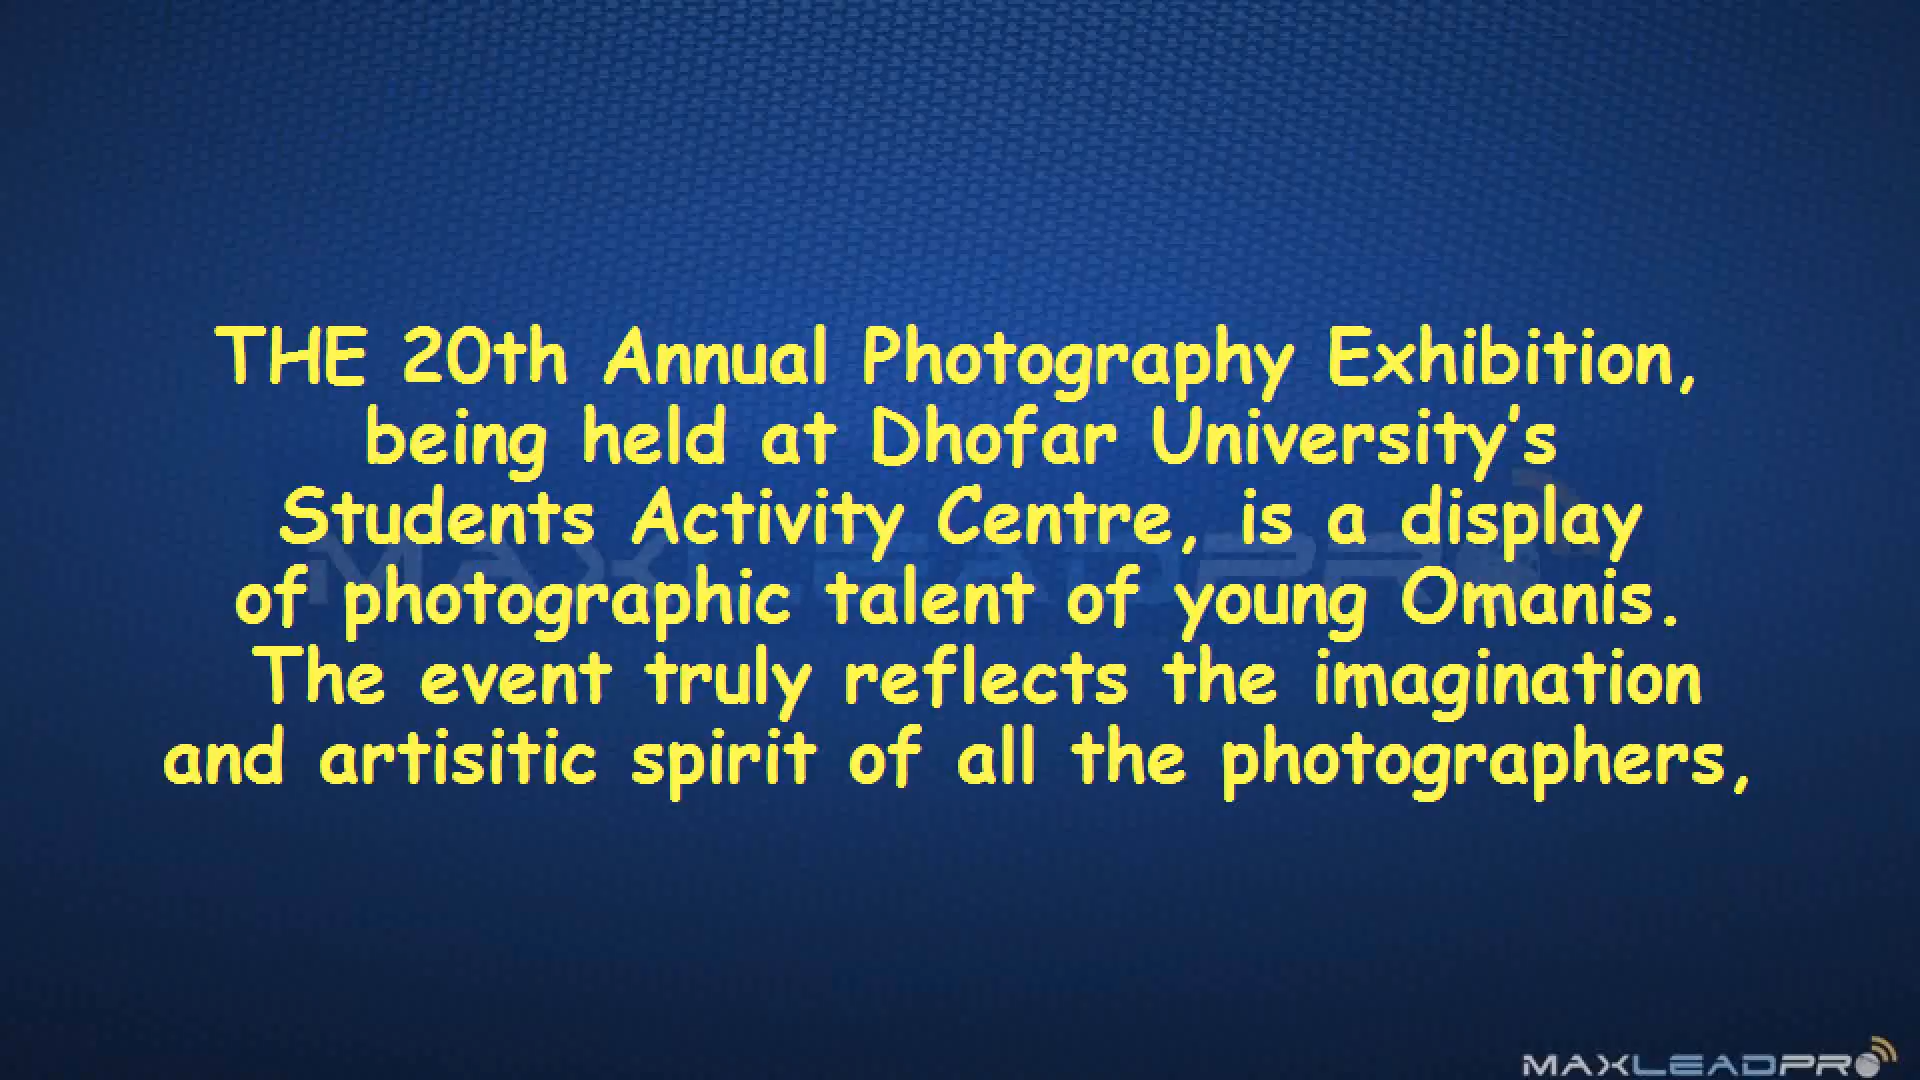 THE 20th Annual Photography Exhibition,
being held at Dhofar University's
Students Activity Centre, is a display
of photographic talent of young Omanis.
The event truly reflects the imagination
and artisitic spirit of all the photographers,
MAXLEADPRO
MAXLEADPRO